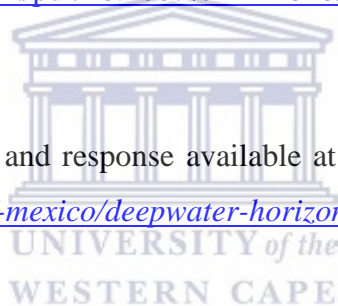 and response available at
-mexico/deepwater-horizon
UNIVERSITY of the
WESTERN CAPE